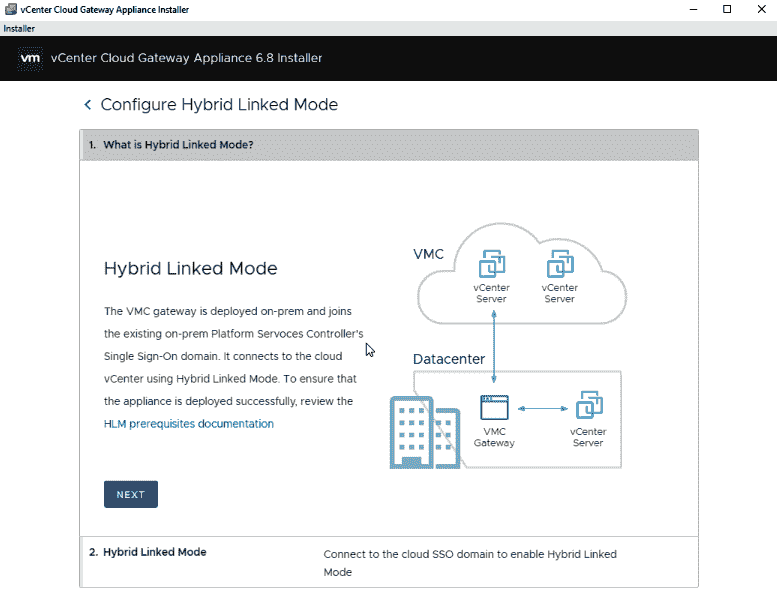 vCenter Cloud Gateway Appliance Installer
Installer
vm vCenter Cloud Gateway Appliance 6.8 Installer
Configure Hybrid Linked Mode
1. What is Hybrid Linked Mode?
Hybrid Linked Mode
The VMC gateway is deployed on-prem and joins
the existing on-prem Platform Servoces Controller's
Single Sign-On domain. It connects to the cloud
vCenter using Hybrid Linked Mode. To ensure that
the appliance is deployed successfully, review the
HLM prerequisites documentation
NEXT
VMC
vCenter
Server
vCenter
Server
Datacenter
VMC
Gateway
vCenter
Server
2. Hybrid Linked Mode
Connect to the cloud SSO domain to enable Hybrid Linked
Mode